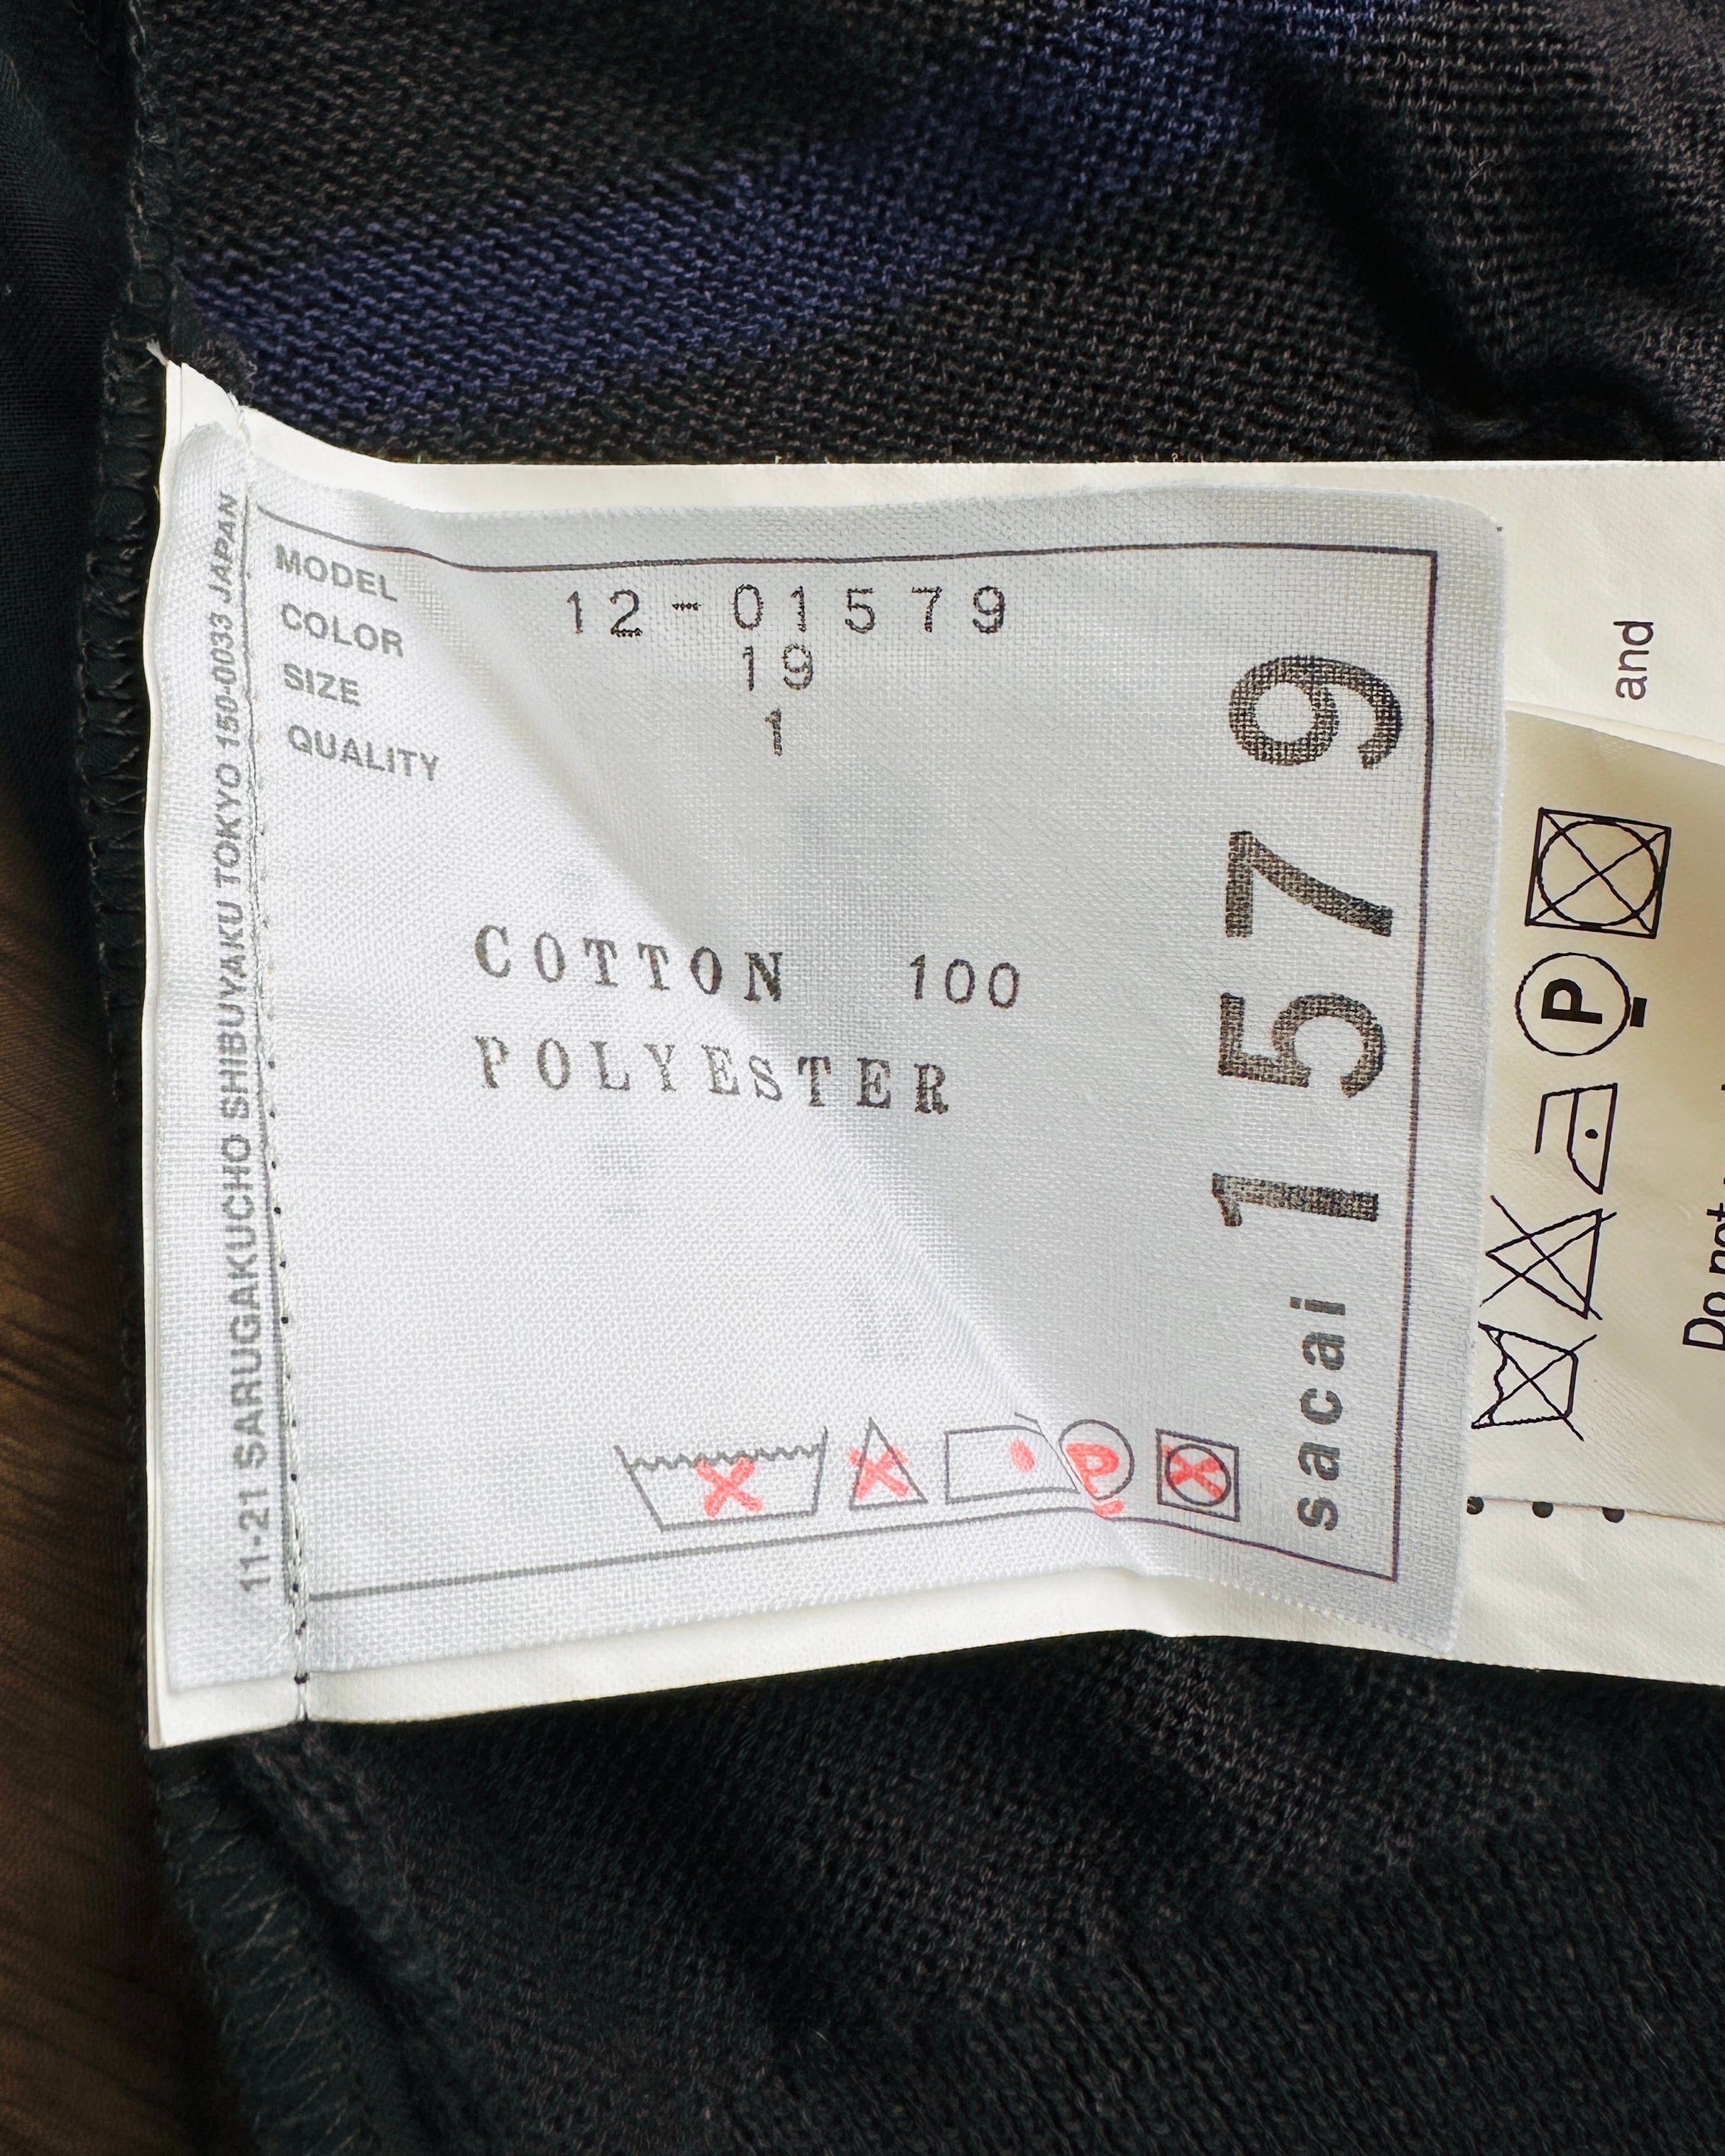 MODEL 12-01579
COLOR 19
SIZE 1
QUALITY
COTTON 100
POLYESTER
sacai 1579
11-21 SARUGAKUCHO SHIBUYAKU TOKYO 150-0033 JAPAN
P
P
and
Do not